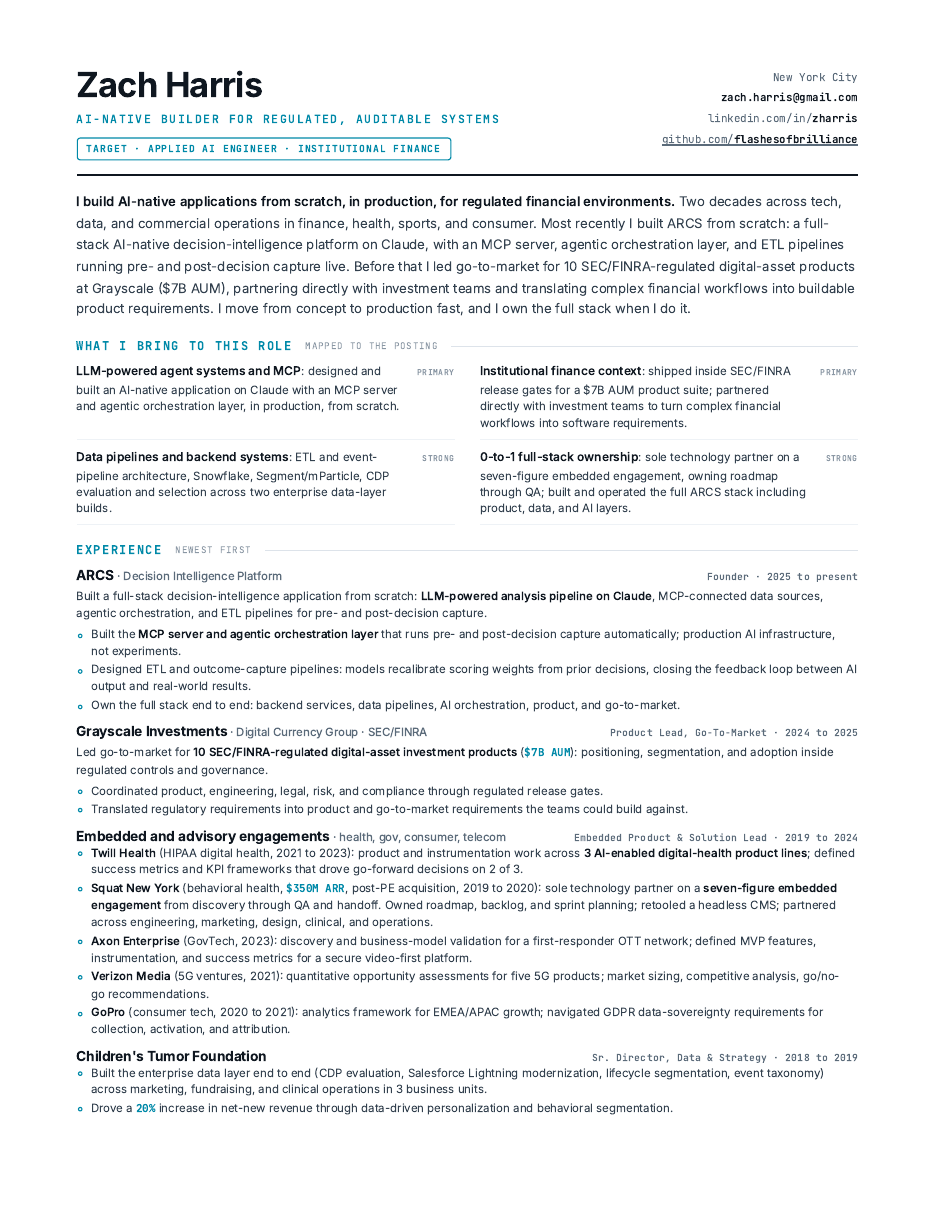 Zach Harris
New York City
AI-NATIVE BUILDER FOR REGULATED, AUDITABLE SYSTEMS
zach.harris@gmail.com
linkedin.com/in/zharris
TARGET · APPLIED AI ENGINEER · INSTITUTIONAL FINANCE
github.com/flashesofbrilliance
I build AI-native applications from scratch, in production, for regulated financial environments. Two decades across tech,
data, and commercial operations in finance, health, sports, and consumer. Most recently I built ARCS from scratch: a full-
stack AI-native decision-intelligence platform on Claude, with an MCP server, agentic orchestration layer, and ETL pipelines
running pre- and post-decision capture live. Before that I led go-to-market for 10 SEC/FINRA-regulated digital-asset products
at Grayscale ($7B AUM), partnering directly with investment teams and translating complex financial workflows into buildable
product requirements. I move from concept to production fast, and I own the full stack when I do it.
WHAT I BRING TO THIS ROLE MAPPED TO THE POSTING
LLM-powered agent systems and MCP: designed and PRIMARY
built an AI-native application on Claude with an MCP server
and agentic orchestration layer, in production, from scratch.
Institutional finance context: shipped inside SEC/FINRA PRIMARY
release gates for a $7B AUM product suite; partnered
directly with investment teams to turn complex financial
workflows into software requirements.
Data pipelines and backend systems: ETL and event- STRONG
pipeline architecture, Snowflake, Segment/mParticle, CDP
evaluation and selection across two enterprise data-layer
builds.
0-to-1 full-stack ownership: sole technology partner on a STRONG
seven-figure embedded engagement, owning roadmap
through QA; built and operated the full ARCS stack including
product, data, and AI layers.
EXPERIENCE NEWEST FIRST
ARCS · Decision Intelligence Platform Founder · 2025 to present
Built a full-stack decision-intelligence application from scratch: LLM-powered analysis pipeline on Claude, MCP-connected data sources,
agentic orchestration, and ETL pipelines for pre- and post-decision capture.
Built the MCP server and agentic orchestration layer that runs pre- and post-decision capture automatically; production AI infrastructure,
not experiments.
Designed ETL and outcome-capture pipelines: models recalibrate scoring weights from prior decisions, closing the feedback loop between AI
output and real-world results.
Own the full stack end to end: backend services, data pipelines, AI orchestration, product, and go-to-market.
Grayscale Investments · Digital Currency Group · SEC/FINRA Product Lead, Go-To-Market · 2024 to 2025
Led go-to-market for 10 SEC/FINRA-regulated digital-asset investment products ($7B AUM): positioning, segmentation, and adoption inside
regulated controls and governance.
Coordinated product, engineering, legal, risk, and compliance through regulated release gates.
Translated regulatory requirements into product and go-to-market requirements the teams could build against.
Embedded and advisory engagements · health, gov, consumer, telecom Embedded Product & Solution Lead · 2019 to 2024
Twill Health (HIPAA digital health, 2021 to 2023): product and instrumentation work across 3 AI-enabled digital-health product lines; defined
success metrics and KPI frameworks that drove go-forward decisions on 2 of 3.
Squat New York (behavioral health, $350M ARR, post-PE acquisition, 2019 to 2020): sole technology partner on a seven-figure embedded
engagement from discovery through QA and handoff. Owned roadmap, backlog, and sprint planning; retooled a headless CMS; partnered
across engineering, marketing, design, clinical, and operations.
Axon Enterprise (GovTech, 2023): discovery and business-model validation for a first-responder OTT network; defined MVP features,
instrumentation, and success metrics for a secure video-first platform.
Verizon Media (5G ventures, 2021): quantitative opportunity assessments for five 5G products; market sizing, competitive analysis, go/no-
go recommendations.
GoPro (consumer tech, 2020 to 2021): analytics framework for EMEA/APAC growth; navigated GDPR data-sovereignty requirements for
collection, activation, and attribution.
Children's Tumor Foundation Sr. Director, Data & Strategy · 2018 to 2019
Built the enterprise data layer end to end (CDP evaluation, Salesforce Lightning modernization, lifecycle segmentation, event taxonomy)
across marketing, fundraising, and clinical operations in 3 business units.
Drove a 20% increase in net-new revenue through data-driven personalization and behavioral segmentation.